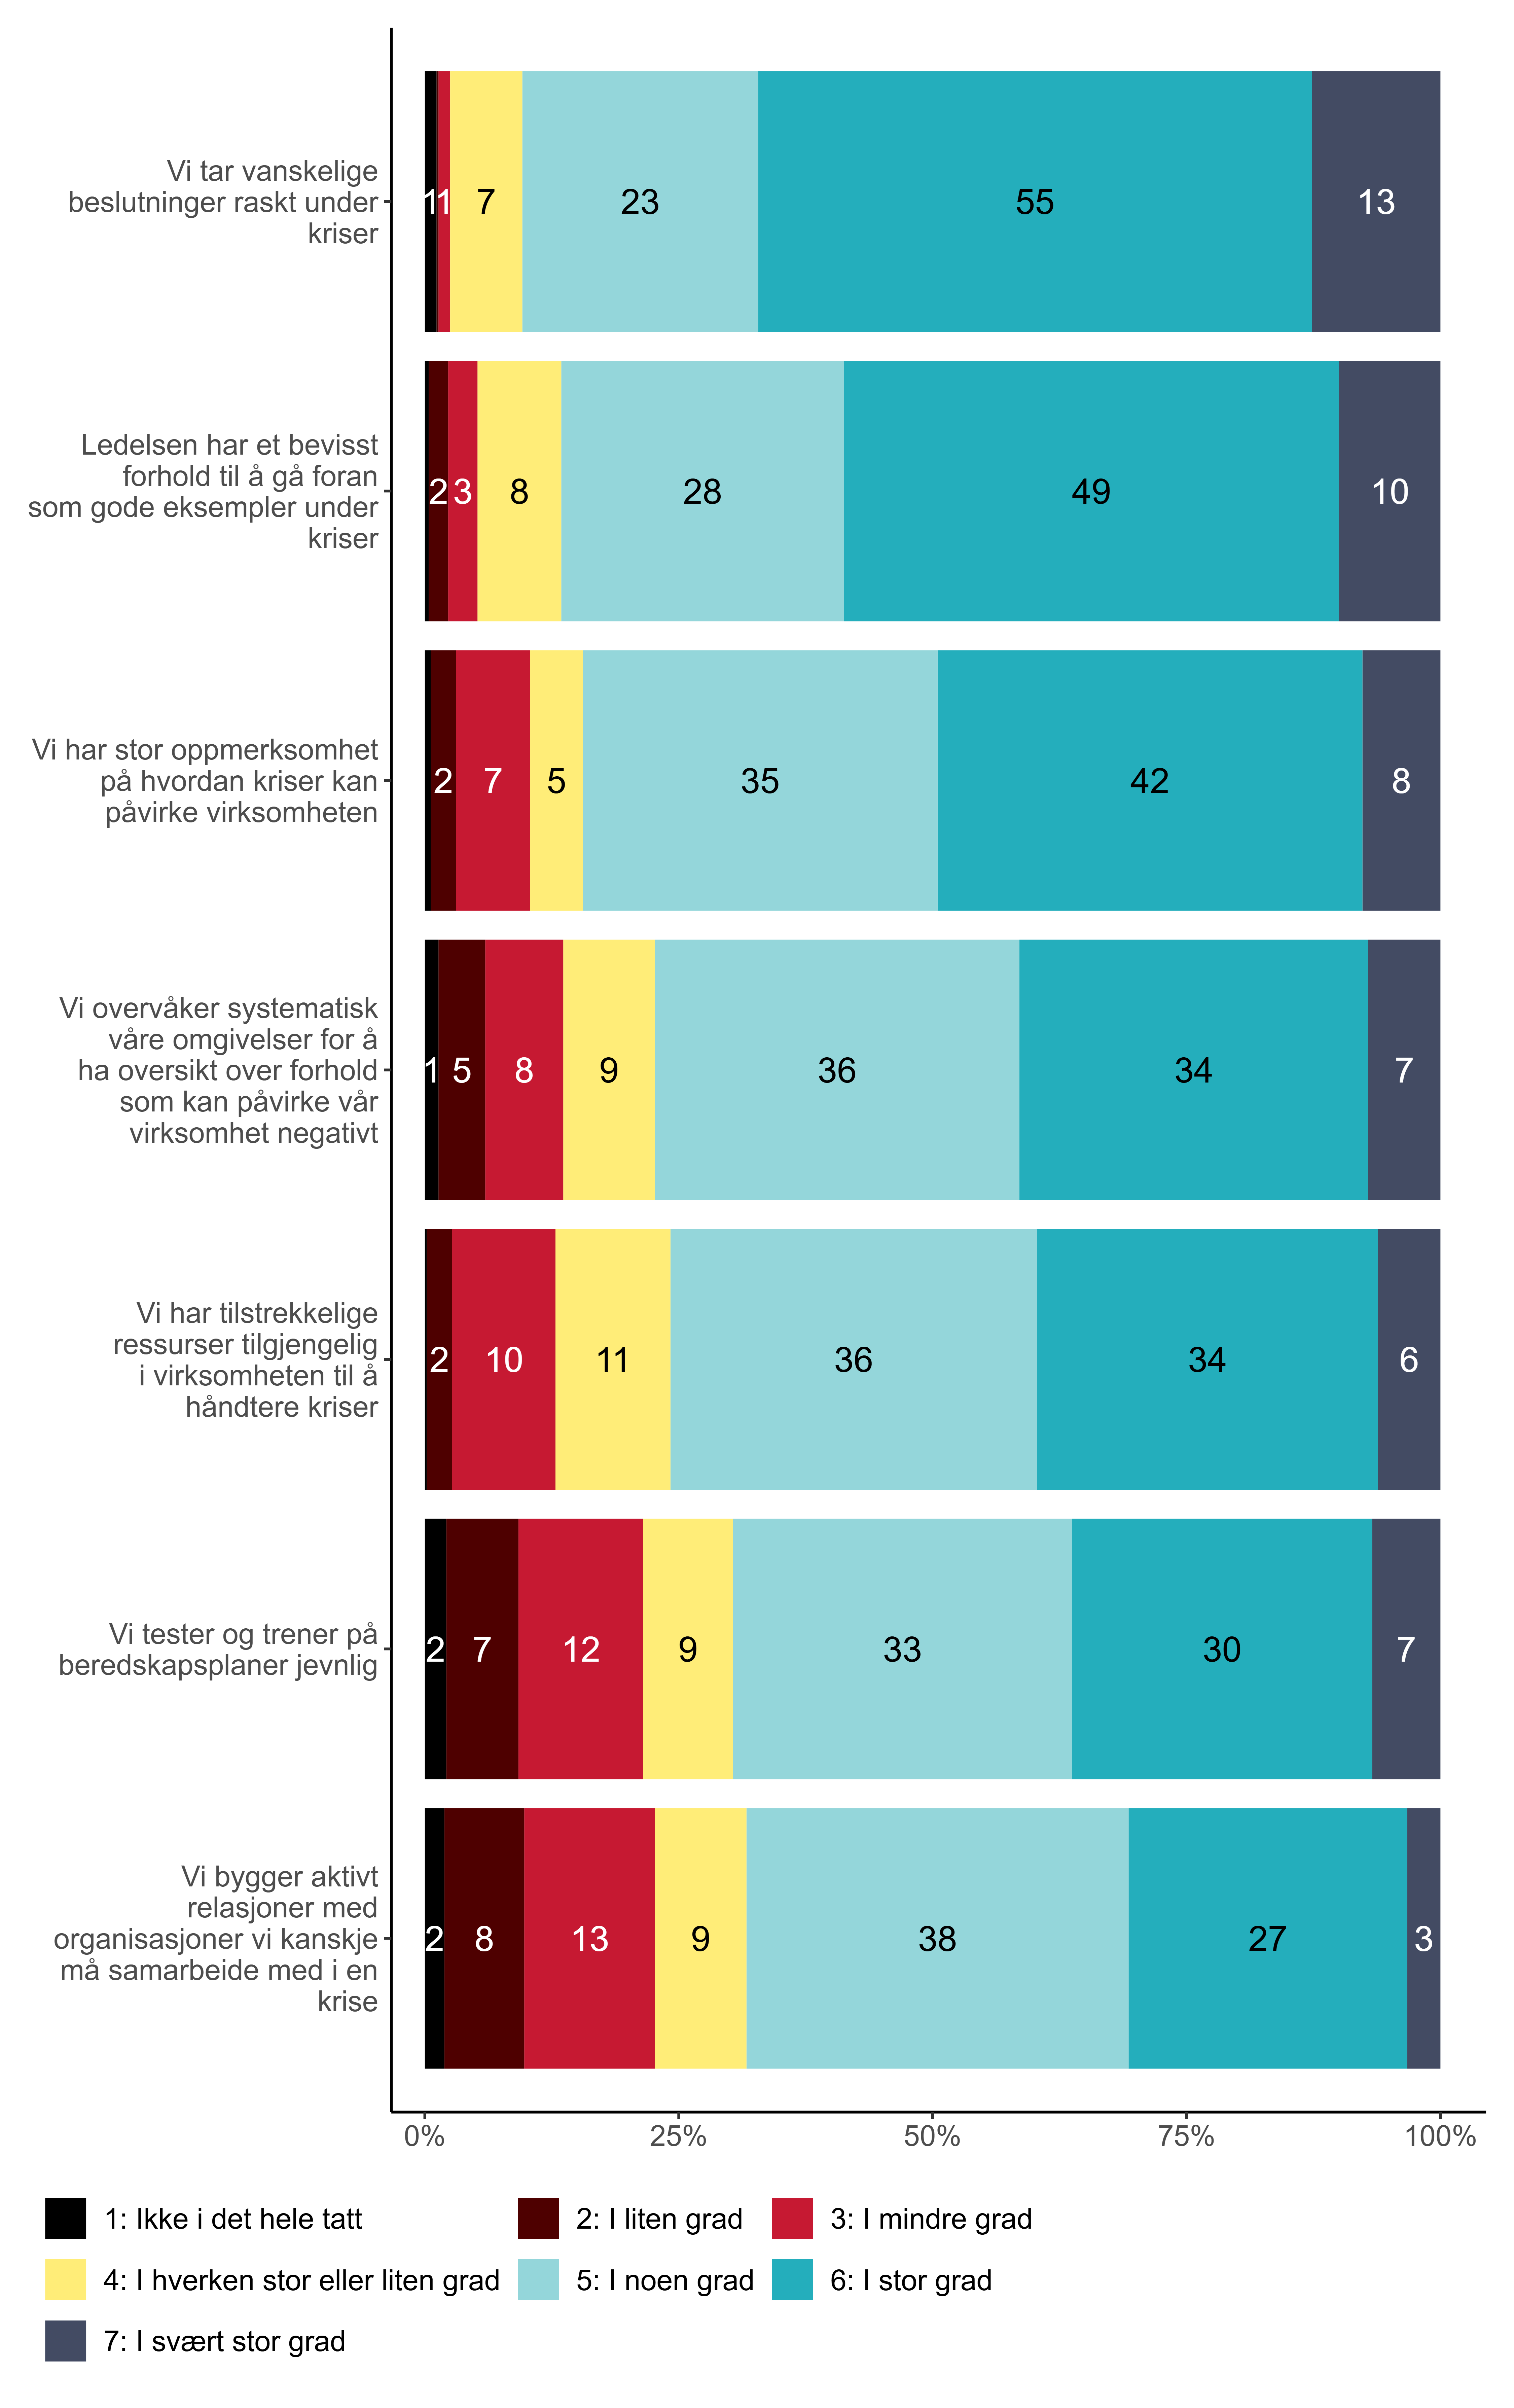 Vi tar vanskelige
beslutninger raskt under
kriser
1 1 7 23 55 13
Ledelsen har et bevisst
forhold til å gå foran
som gode eksempler under
kriser
2 3 8 28 49 10
Vi har stor oppmerksomhet
på hvordan kriser kan
påvirke virksomheten
2 7 5 35 42 8
Vi overvåker systematisk
våre omgivelser for å
ha oversikt over forhold
som kan påvirke vår
virksomhet negativt
1 5 8 9 36 34 7
Vi har tilstrekkelige
ressurser tilgjengelig
i virksomheten til å
håndtere kriser
2 10 11 36 34 6
Vi tester og trener på
beredskapsplaner jevnlig
2 7 12 9 33 30 7
Vi bygger aktivt
relasjoner med
organisasjoner vi kanskje
må samarbeide med i en
krise
2 8 13 9 38 27 3
0% 25% 50% 75% 100%
1: Ikke i det hele tatt 2: I liten grad 3: I mindre grad
4: I hverken stor eller liten grad 5: I noen grad 6: I stor grad
7: I svært stor grad